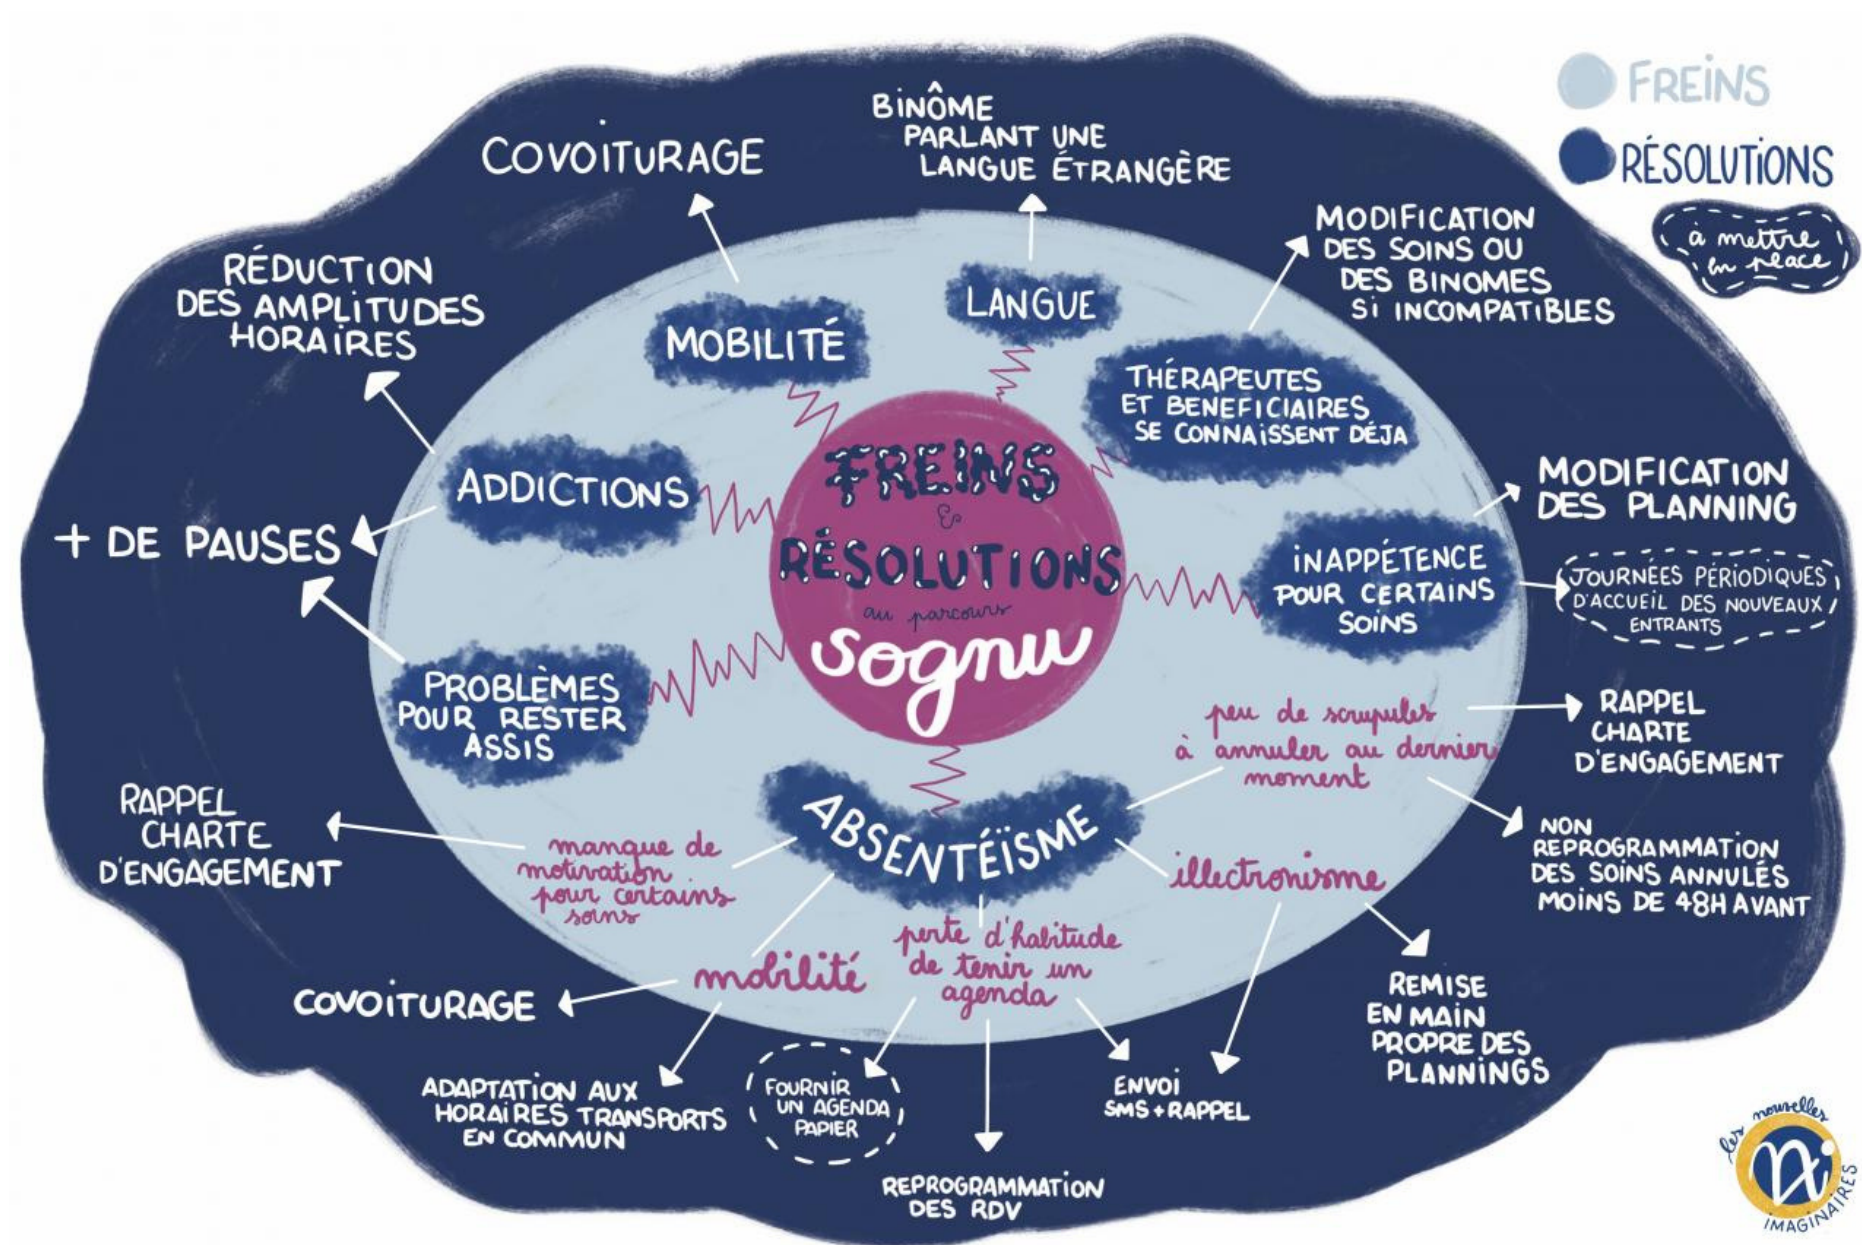 FREINS
RÉSOLUTIONS
à mettre
en place
FREINS
&
RÉSOLUTIONS
au parcours
sognu
COVOITURAGE
MOBILITÉ
BINÔME
PARLANT UNE
LANGUE ÉTRANGÈRE
LANGUE
MODIFICATION
DES SOINS OU
DES BINOMES
SI INCOMPATIBLES
THÉRAPEUTES
ET BENEFICIAIRES
SE CONNAISSENT DÉJA
MODIFICATION
DES PLANNING
JOURNÉES PÉRIODIQUES
D'ACCUEIL DES NOUVEAUX
ENTRANTS
INAPPÉTENCE
POUR CERTAINS
SOINS
RÉDUCTION
DES AMPLITUDES
HORAIRES
ADDICTIONS
+ DE PAUSES
PROBLÈMES
POUR RESTER
ASSIS
ABSENTÉÏSME
peu de scrupules
à annuler au dernier
moment
RAPPEL
CHARTE
D'ENGAGEMENT
NON
REPROGRAMMATION
DES SOINS ANNULÉS
MOINS DE 48H AVANT
illectronisme
REMISE
EN MAIN
PROPRE DES
PLANNINGS
ENVOI
SMS + RAPPEL
perte d'habitude
de tenir un
agenda
REPROGRAMMATION
DES RDV
FOURNIR
UN AGENDA
PAPIER
mobilité
ADAPTATION AUX
HORAIRES TRANSPORTS
EN COMMUN
COVOITURAGE
manque de
motivation
pour certains
soins
RAPPEL
CHARTE
D'ENGAGEMENT
les nouvelles
ni
IMAGINAIRES